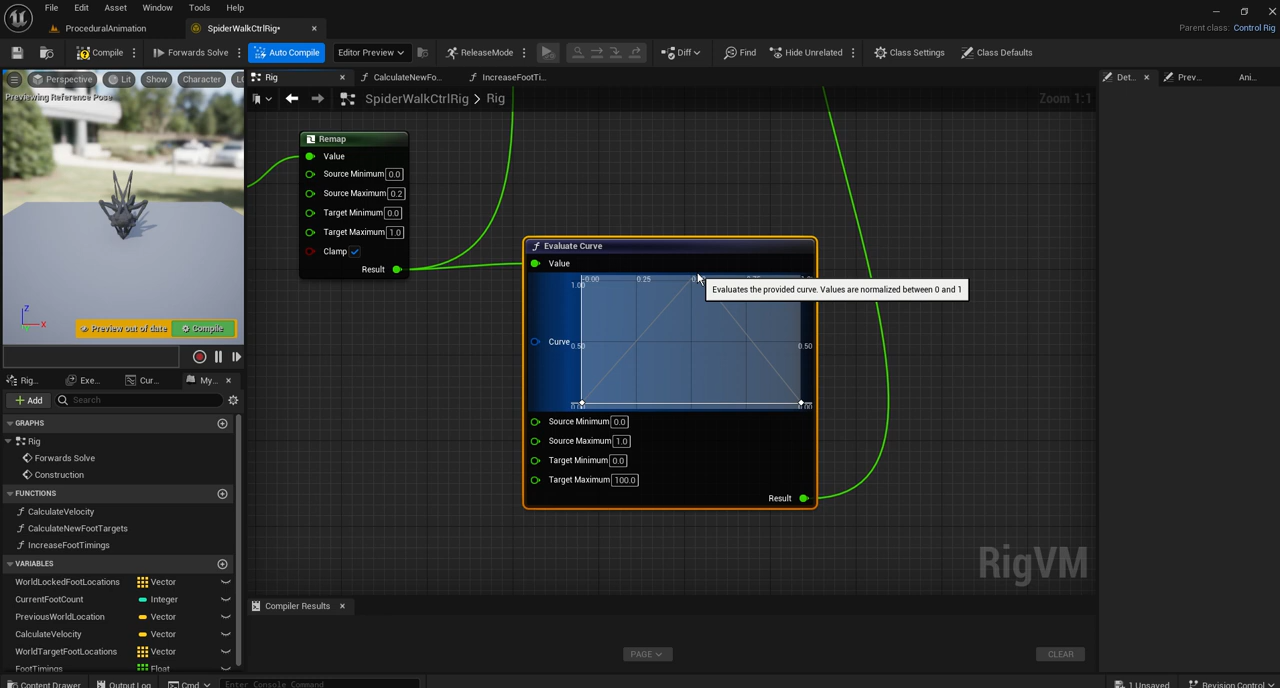 File Edit Asset Window Tools Help
ProceduralAnimation
SpiderWalkCtrlRig*
Parent class: Control Rig
Compile Forwards Solve Auto Compile Editor Preview ReleaseMode Diff Find Hide Unrelated Class Settings Class Defaults
Perspective Lit Show Character
Previewing Reference Pose
Rig CalculateNewFo... IncreaseFootTi...
SpiderWalkCtrlRig > Rig
Zoom 1:1
Det... Prev... Ani...
Z
X
Preview out of date Compile
Rig... Exe... Cur... My...
Add Search
GRAPHS
Rig
Forwards Solve
Construction
FUNCTIONS
CalculateVelocity
CalculateNewFootTargets
IncreaseFootTimings
VARIABLES
WorldLockedFootLocations Vector
CurrentFootCount Integer
PreviousWorldLocation Vector
CalculateVelocity Vector
WorldTargetFootLocations Vector
FootTimings Float
Remap
Value
Source Minimum 0.0
Source Maximum 0.2
Target Minimum 0.0
Target Maximum 1.0
Clamp
Result
Evaluate Curve
Value
-0.00 0.25
1.00
Evaluates the provided curve. Values are normalized between 0 and 1
Curve 0.50 0.50
Source Minimum 0.0
Source Maximum 1.0
Target Minimum 0.0
Target Maximum 100.0
Result
RigVM
Compiler Results
PAGE
CLEAR
Content Drawer Output Log Cmd Enter Console Command
1 Unsaved Revision Control